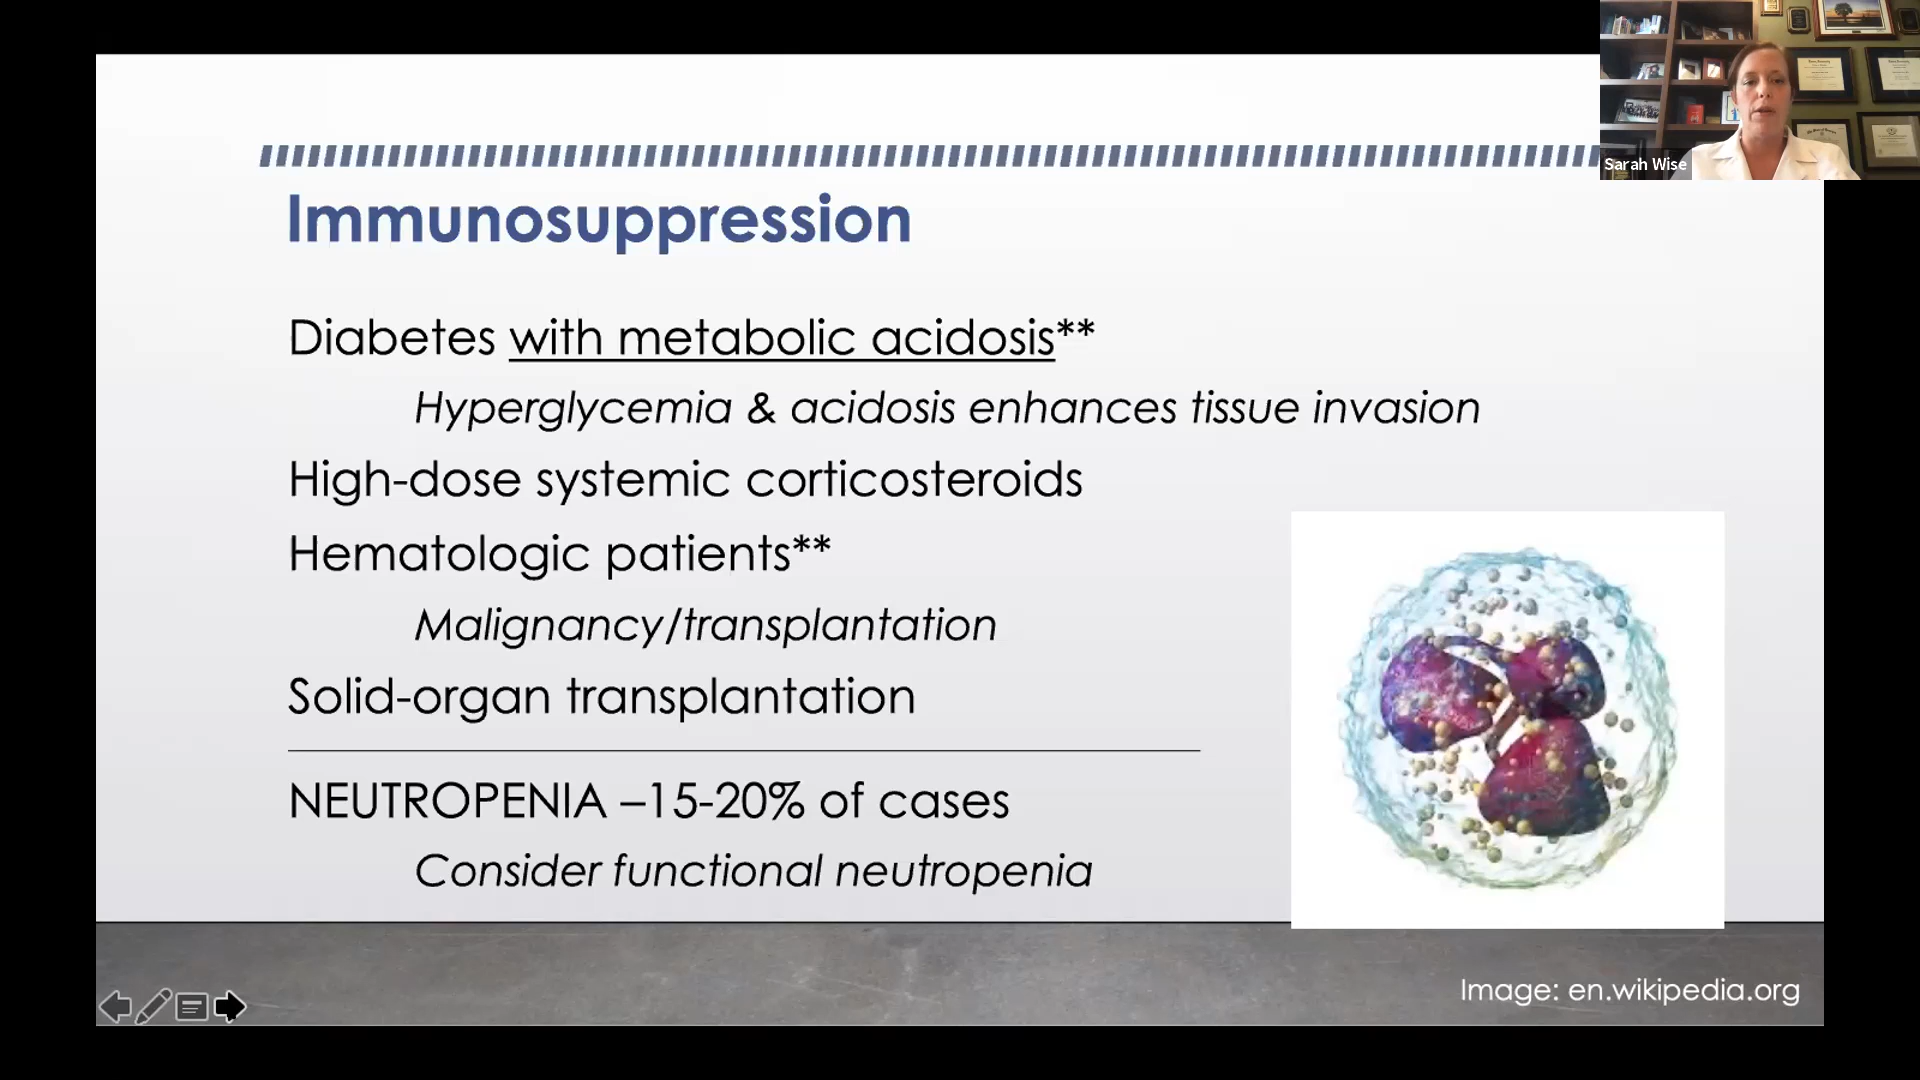 Sarah Wise
Immunosuppression
Diabetes with metabolic acidosis**
Hyperglycemia & acidosis enhances tissue invasion
High-dose systemic corticosteroids
Hematologic patients**
Malignancy/transplantation
Solid-organ transplantation
NEUTROPENIA –15-20% of cases
Consider functional neutropenia
Image: en.wikipedia.org